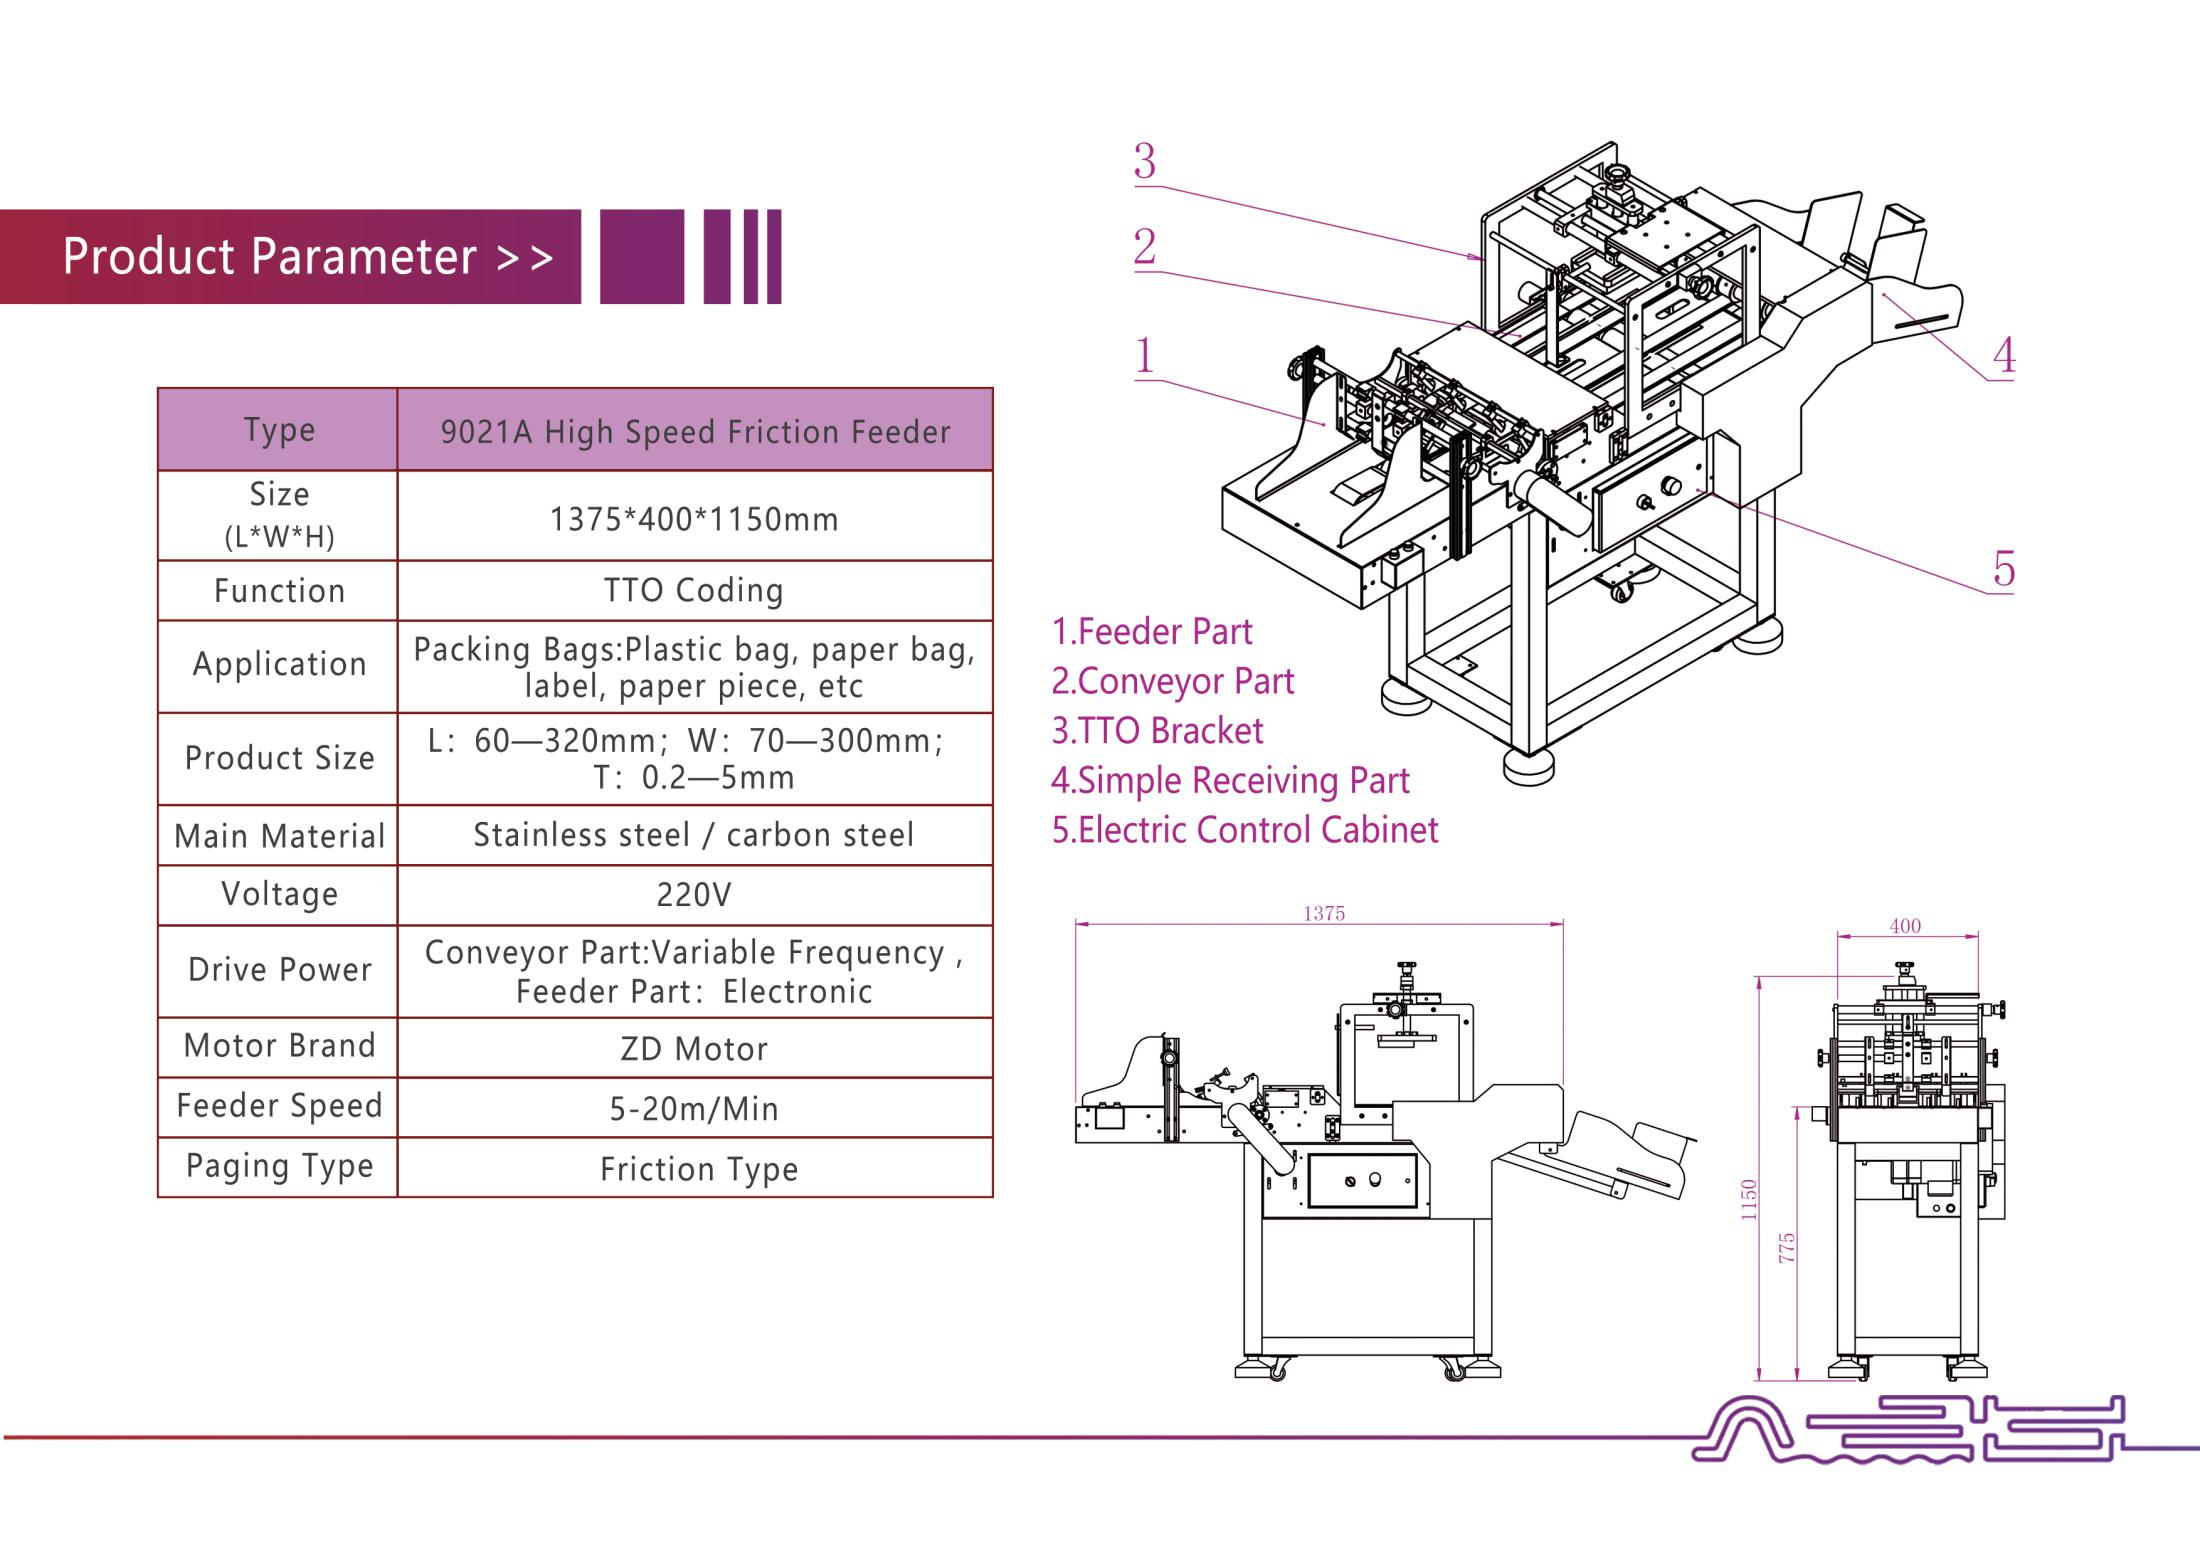 Product Parameter >>
Type
9021A High Speed Friction Feeder
Size
(L*W*H)
1375*400*1150mm
Function
TTO Coding
Application
Packing Bags:Plastic bag, paper bag,
label, paper piece, etc
Product Size
L： 60—320mm； W： 70—300mm；
T： 0.2—5mm
Main Material
Stainless steel / carbon steel
Voltage
220V
Drive Power
Conveyor Part:Variable Frequency ,
Feeder Part： Electronic
Motor Brand
ZD Motor
Feeder Speed
5-20m/Min
Paging Type
Friction Type
3
2
1
4
5
1.Feeder Part
2.Conveyor Part
3.TTO Bracket
4.Simple Receiving Part
5.Electric Control Cabinet
1375
400
1150
775